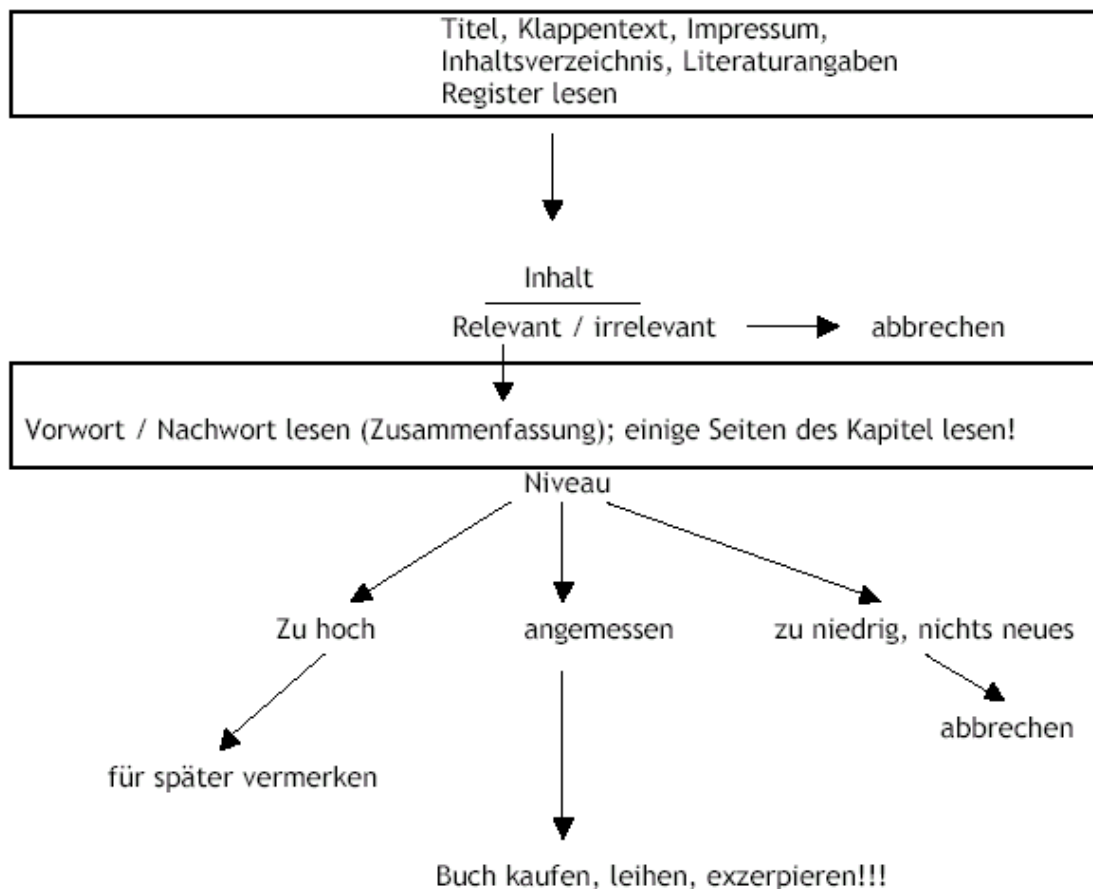 Titel, Klappentext, Impressum,
Inhaltsverzeichnis, Literaturangaben
Register lesen
Inhalt
Relevant / irrelevant
abbrechen
Vorwort / Nachwort lesen (Zusammenfassung); einige Seiten des Kapitel lesen!
Niveau
Zu hoch
angemessen
zu niedrig, nichts neues
abbrechen
für später vermerken
Buch kaufen, leihen, exzerpieren!!!